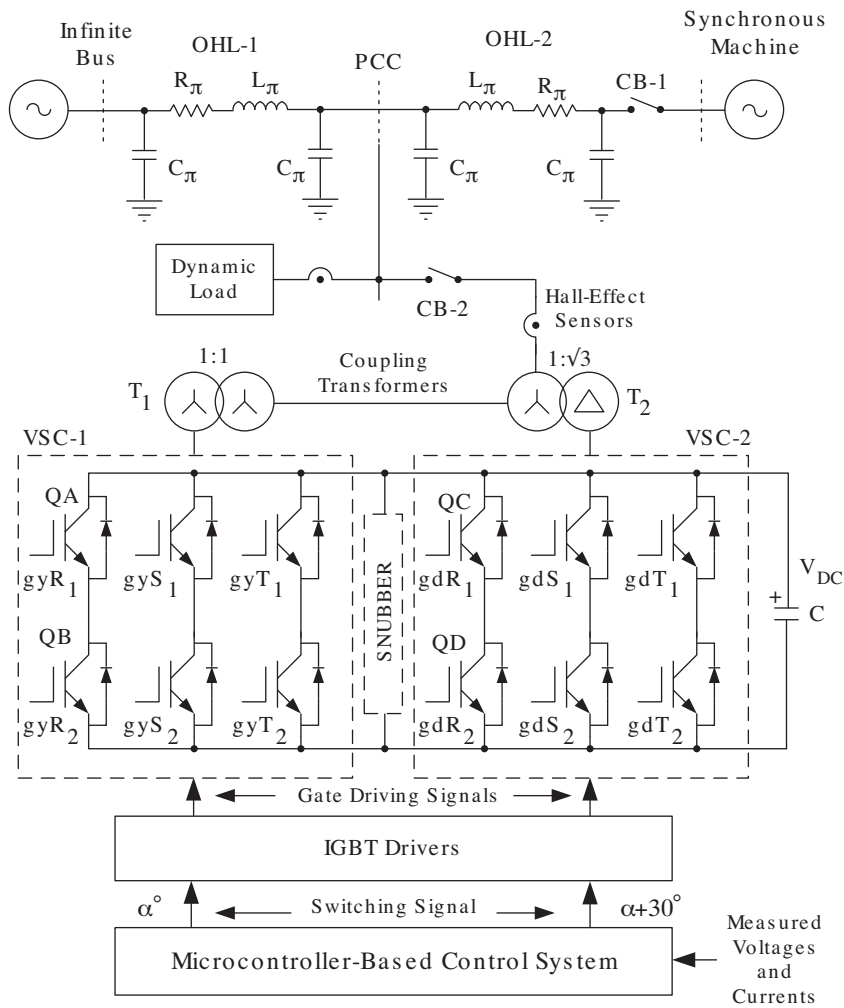 Infinite
Bus
OHL-1
PCC
OHL-2
Synchronous
Machine
CB-1
Rπ
Lπ
Lπ
Rπ
Cπ
Cπ
Cπ
Cπ
Dynamic
Load
CB-2
Hall-Effect
Sensors
1:1
Coupling
Transformers
1:√3
T1
T2
VSC-1
VSC-2
QA
QC
gyR1
gyS1
gyT1
gdR1
gdS1
gdT1
VDC
+
C
SNUBBER
QB
QD
gyR2
gyS2
gyT2
gdR2
gdS2
gdT2
Gate Driving Signals
IGBT Drivers
α°
Switching Signal
α+30°
Microcontroller-Based Control System
Measured
Voltages
and
Currents